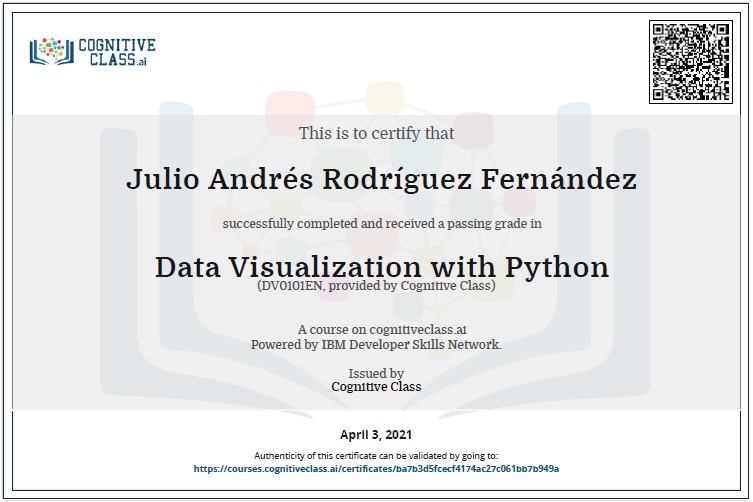 COGNITIVE
CLASS.ai
This is to certify that
Julio Andrés Rodríguez Fernández
successfully completed and received a passing grade in
Data Visualization with Python
(DV0101EN, provided by Cognitive Class)
A course on cognitiveclass.ai
Powered by IBM Developer Skills Network.
Issued by
Cognitive Class
April 3, 2021
Authenticity of this certificate can be validated by going to:
https://courses.cognitiveclass.ai/certificates/ba7b3d5fcecf4174ac27c061bb7b949a